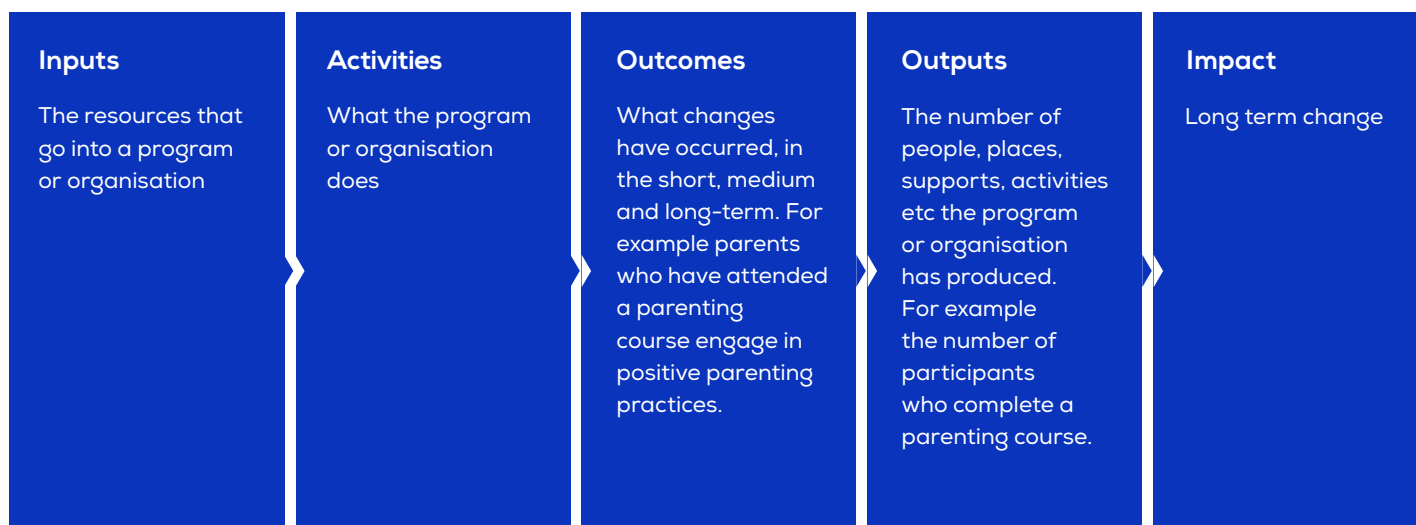 Inputs
The resources that
go into a program
or organisation
Activities
What the program
or organisation
does
Outcomes
What changes
have occurred, in
the short, medium
and long-term. For
example parents
who have attended
a parenting
course engage in
positive parenting
practices.
Outputs
The number of
people, places,
supports, activities
etc the program
or organisation
has produced.
For example
the number of
participants
who complete a
parenting course.
Impact
Long term change